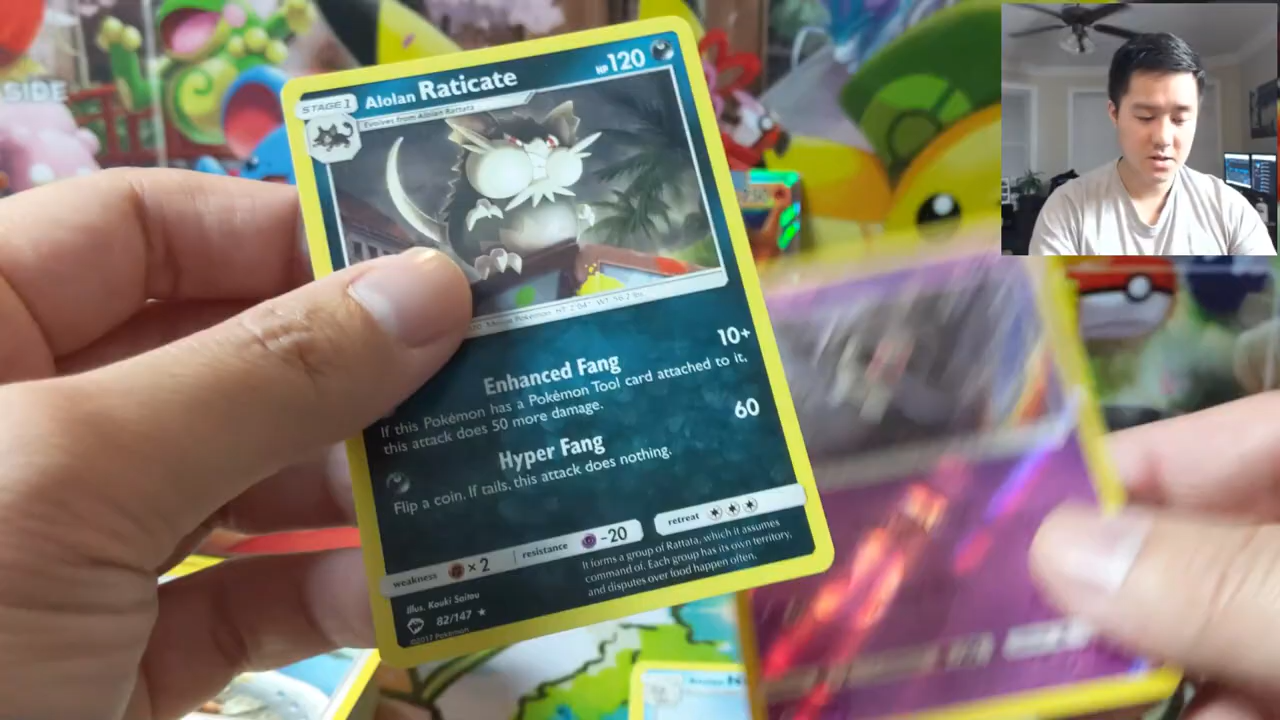 SIDE
STAGE 1
Alolan Raticate
HP 120
Evolves from Alolan Rattata
Enhanced Fang
10+
If this Pokémon has a Pokémon Tool card attached to it,
this attack does 50 more damage.
Hyper Fang
60
Flip a coin. If tails, this attack does nothing.
weakness × 2
resistance -20
retreat
It forms a group of Rattata, which it assumes
command of. Each group has its own territory,
and disputes over food happen often.
Illus. Kouki Saitou
82/147 ★
©2017 Pokémon